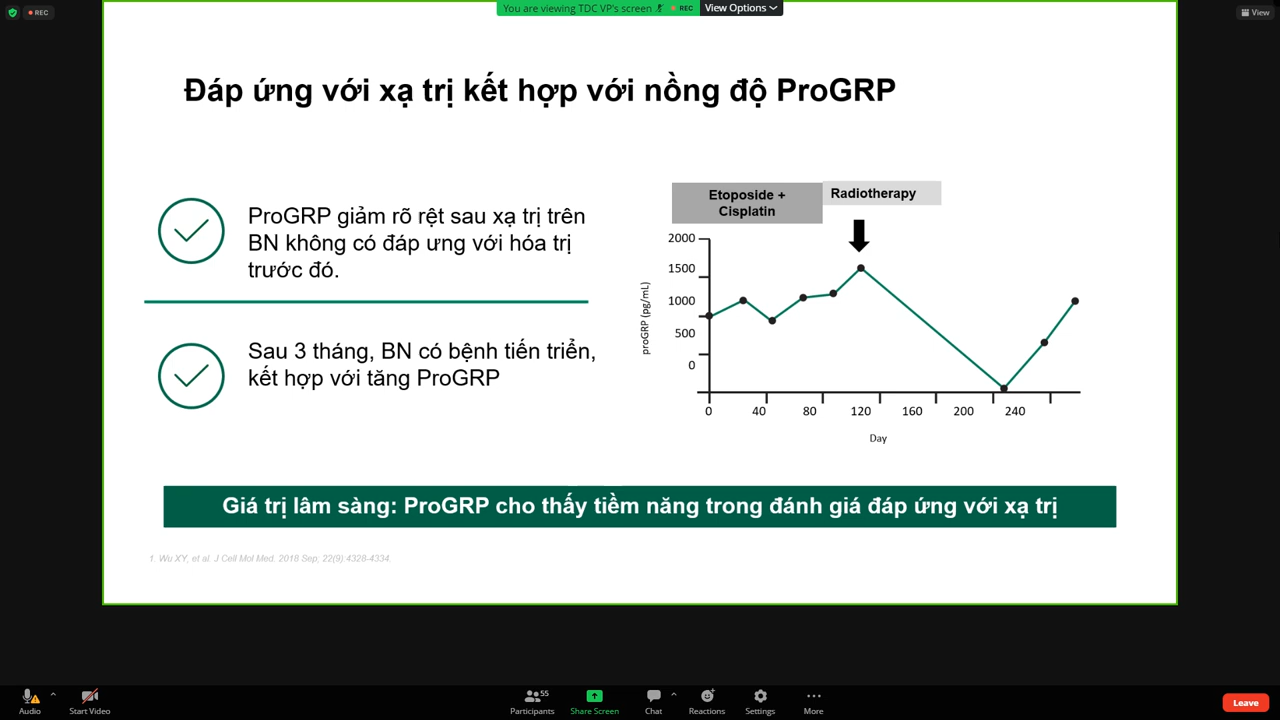 REC
You are viewing TDC VP's screen
REC
View Options
View
Đáp ứng với xạ trị kết hợp với nồng độ ProGRP
ProGRP giảm rõ rệt sau xạ trị trên
BN không có đáp ưng với hóa trị
trước đó.
Sau 3 tháng, BN có bệnh tiến triển,
kết hợp với tăng ProGRP
Etoposide +
Cisplatin
Radiotherapy
2000
1500
1000
500
0
proGRP (pg/mL)
0 40 80 120 160 200 240
Day
Giá trị lâm sàng: ProGRP cho thấy tiềm năng trong đánh giá đáp ứng với xạ trị
1. Wu XY, et al. J Cell Mol Med. 2018 Sep; 22(9):4328-4334.
Audio
Start Video
55
Participants
Share Screen
Chat
Reactions
Settings
More
Leave